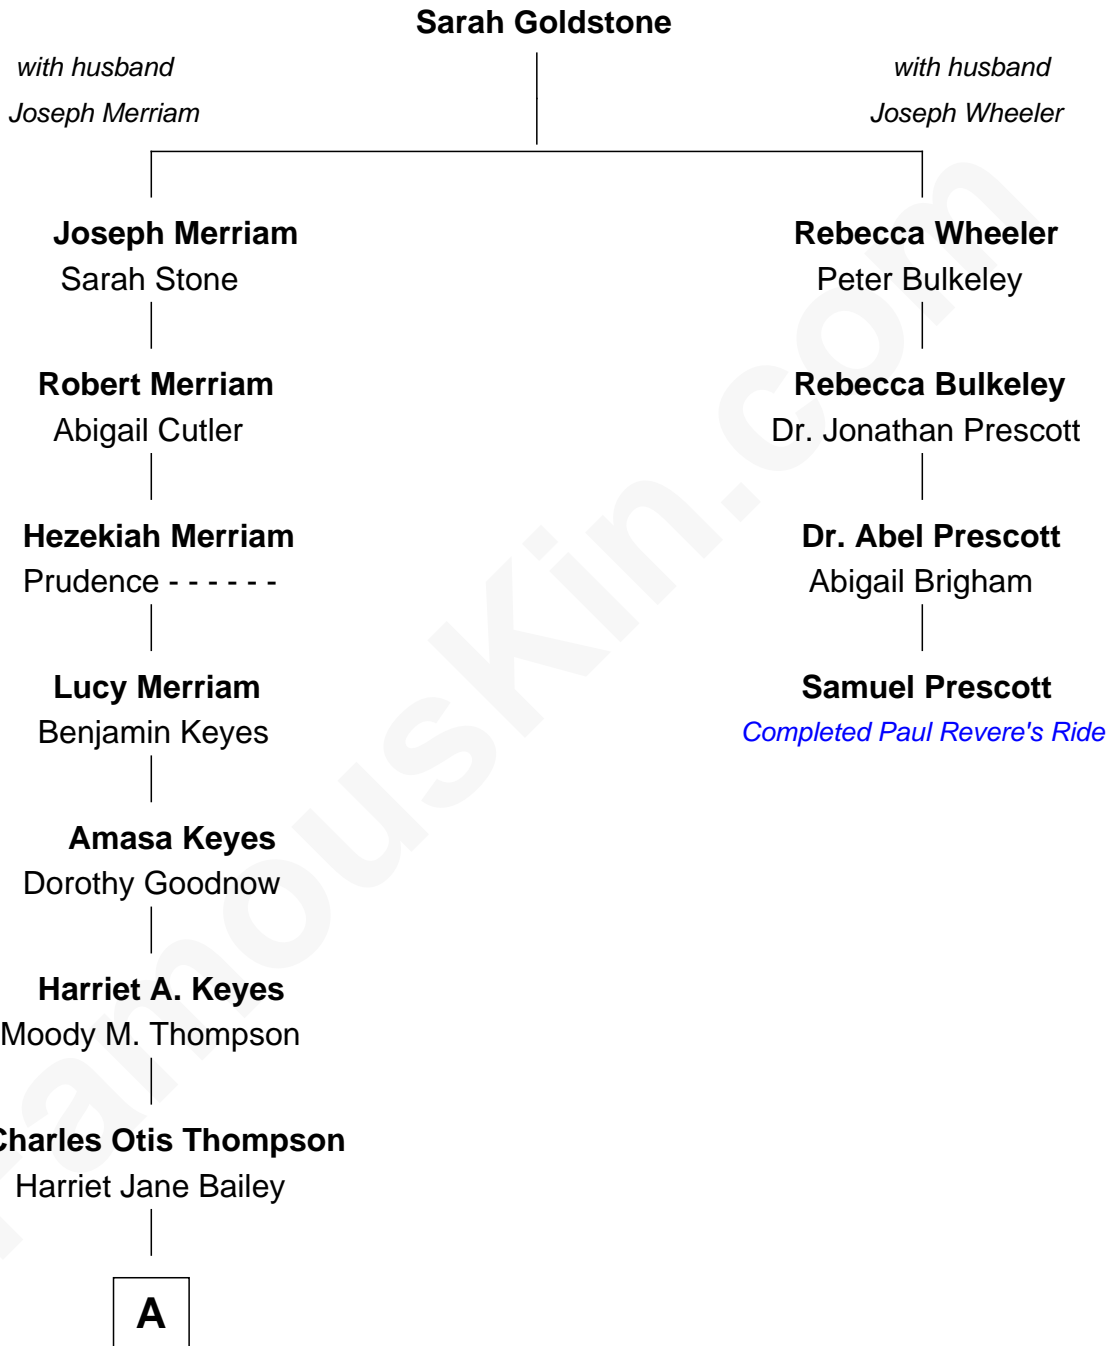 Sarah Goldstone
with husband
Joseph Merriam
with husband
Joseph Wheeler
Joseph Merriam
Sarah Stone
Rebecca Wheeler
Peter Bulkeley
Robert Merriam
Abigail Cutler
Rebecca Bulkeley
Dr. Jonathan Prescott
Hezekiah Merriam
Prudence - - - - - -
Dr. Abel Prescott
Abigail Brigham
Lucy Merriam
Benjamin Keyes
Samuel Prescott
Completed Paul Revere's Ride
Amasa Keyes
Dorothy Goodnow
Harriet A. Keyes
Moody M. Thompson
Charles Otis Thompson
Harriet Jane Bailey
A
FamousKin.com